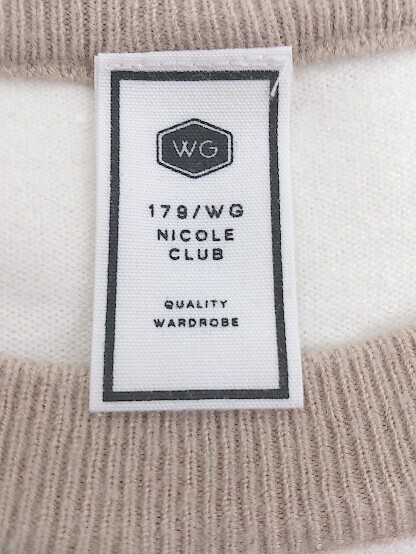 WG
179/WG
NICOLE
CLUB
QUALITY
WARDROBE